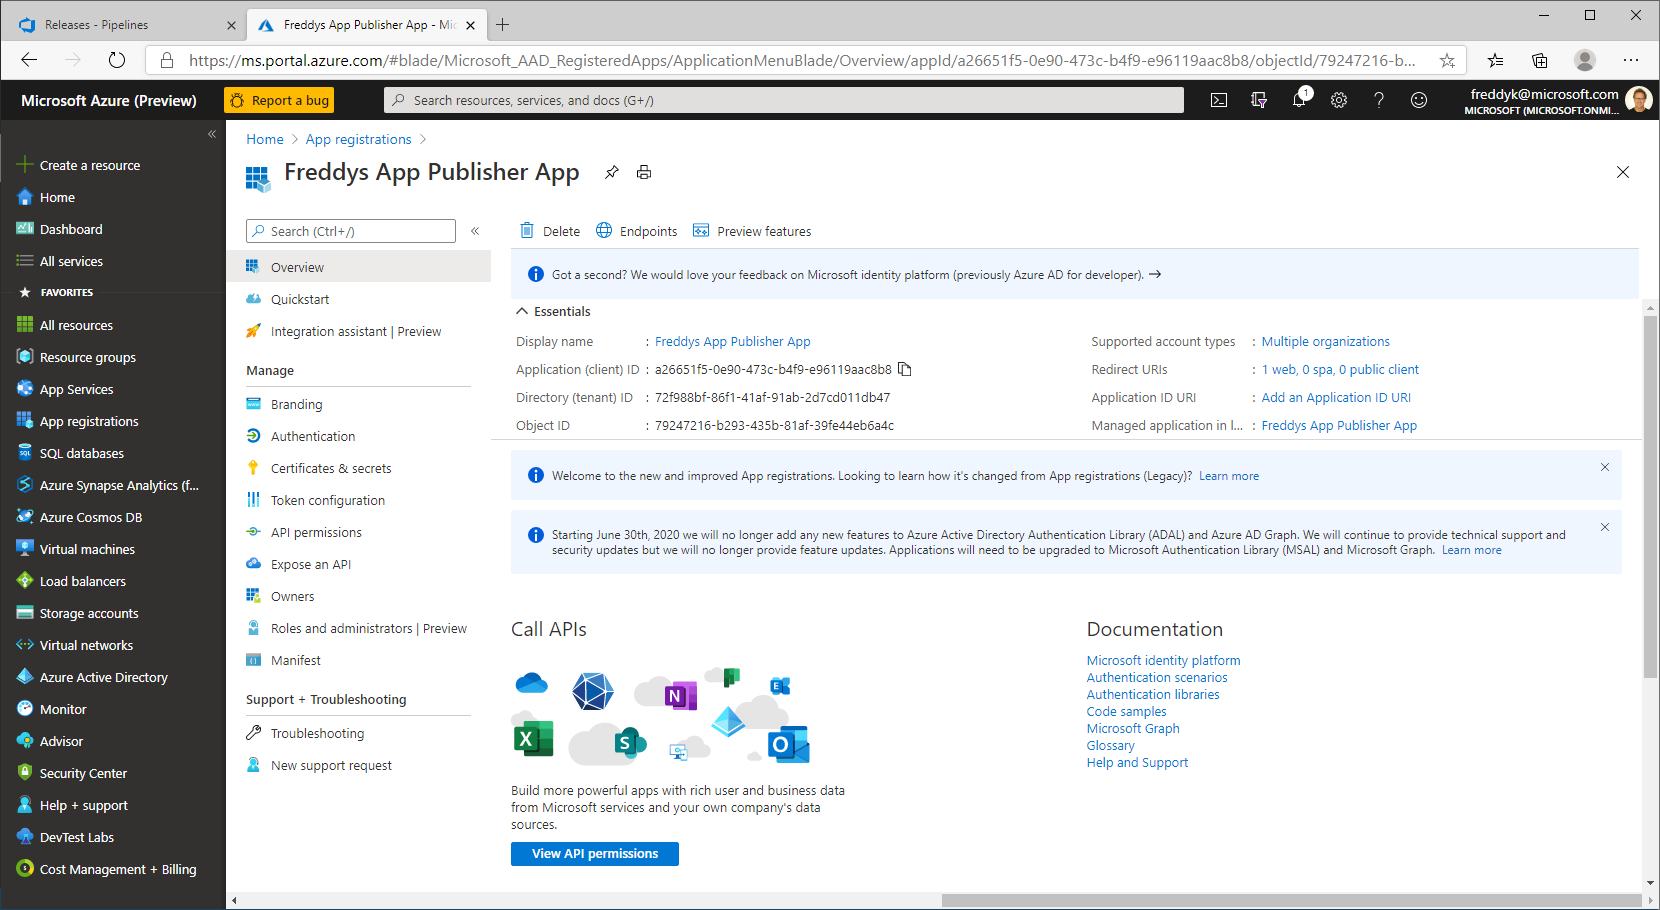 Releases - Pipelines
Freddys App Publisher App - Mic
https://ms.portal.azure.com/#blade/Microsoft_AAD_RegisteredApps/ApplicationMenuBlade/Overview/appId/a26651f5-0e90-473c-b4f9-e96119aac8b8/objectId/79247216-b...
Microsoft Azure (Preview)
Report a bug
Search resources, services, and docs (G+/)
1
freddyk@microsoft.com
MICROSOFT (MICROSOFT.ONMI...
Create a resource
Home
Dashboard
All services
FAVORITES
All resources
Resource groups
App Services
App registrations
SQL databases
Azure Synapse Analytics (f...
Azure Cosmos DB
Virtual machines
Load balancers
Storage accounts
Virtual networks
Azure Active Directory
Monitor
Advisor
Security Center
Help + support
DevTest Labs
Cost Management + Billing
Home > App registrations >
Freddys App Publisher App
Search (Ctrl+/)
Overview
Quickstart
Integration assistant | Preview
Manage
Branding
Authentication
Certificates & secrets
Token configuration
API permissions
Expose an API
Owners
Roles and administrators | Preview
Manifest
Support + Troubleshooting
Troubleshooting
New support request
Delete
Endpoints
Preview features
Got a second? We would love your feedback on Microsoft identity platform (previously Azure AD for developer). →
Essentials
Display name : Freddys App Publisher App
Application (client) ID : a26651f5-0e90-473c-b4f9-e96119aac8b8
Directory (tenant) ID : 72f988bf-86f1-41af-91ab-2d7cd011db47
Object ID : 79247216-b293-435b-81af-39fe44eb6a4c
Supported account types : Multiple organizations
Redirect URIs : 1 web, 0 spa, 0 public client
Application ID URI : Add an Application ID URI
Managed application in l... : Freddys App Publisher App
Welcome to the new and improved App registrations. Looking to learn how it's changed from App registrations (Legacy)? Learn more
Starting June 30th, 2020 we will no longer add any new features to Azure Active Directory Authentication Library (ADAL) and Azure AD Graph. We will continue to provide technical support and
security updates but we will no longer provide feature updates. Applications will need to be upgraded to Microsoft Authentication Library (MSAL) and Microsoft Graph. Learn more
Call APIs
N
E
X
S
O
Build more powerful apps with rich user and business data
from Microsoft services and your own company's data
sources.
View API permissions
Documentation
Microsoft identity platform
Authentication scenarios
Authentication libraries
Code samples
Microsoft Graph
Glossary
Help and Support